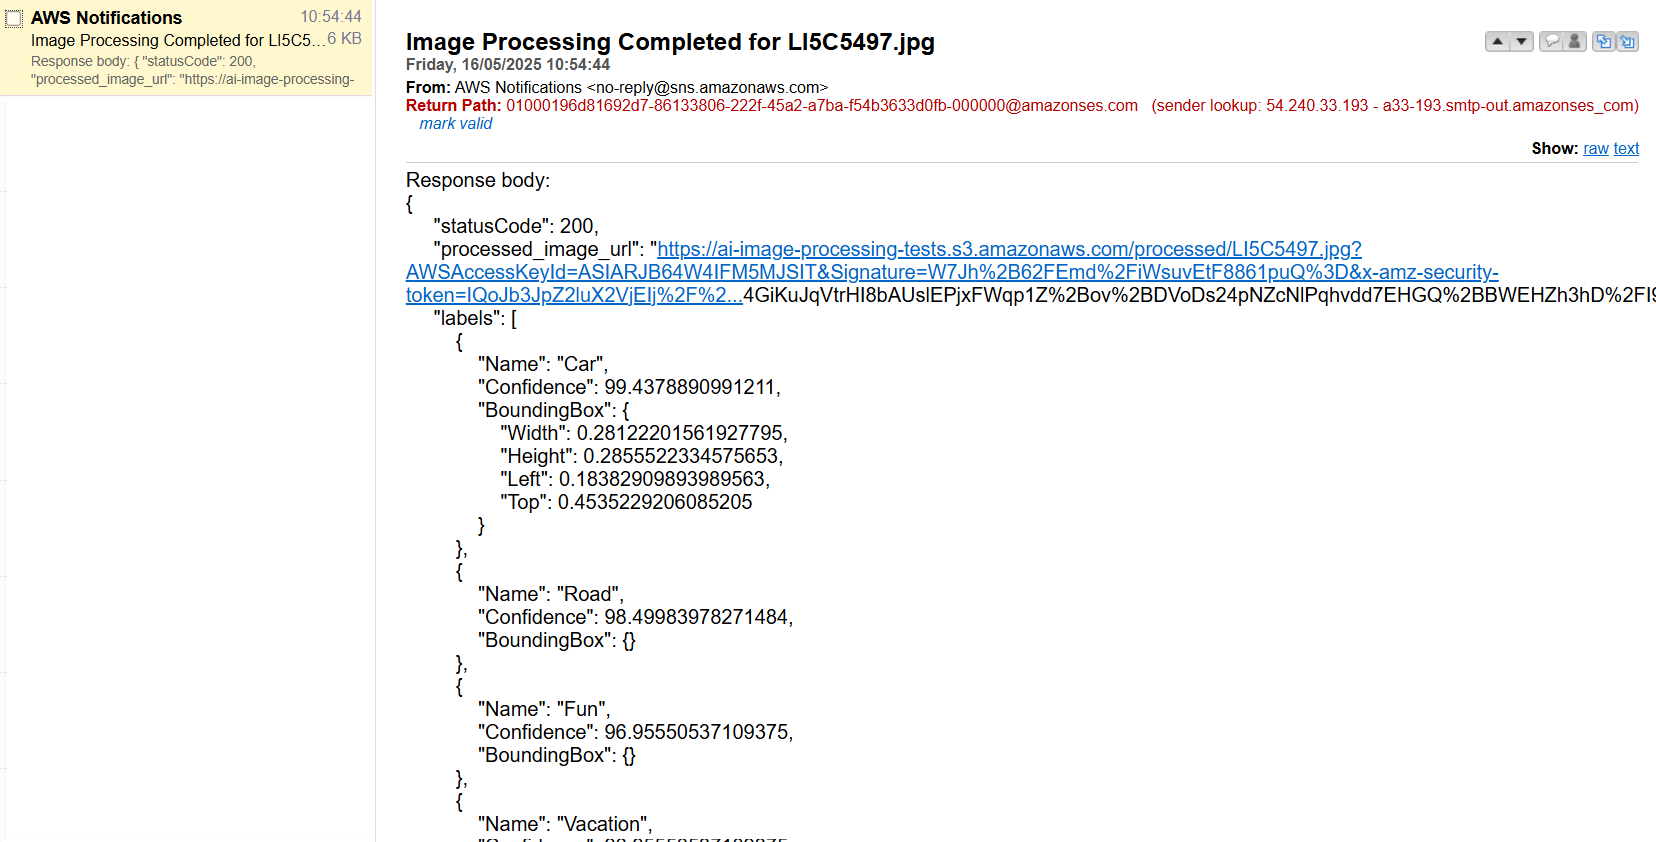 AWS Notifications 10:54:44
Image Processing Completed for LI5C5... 6 KB
Response body: { "statusCode": 200,
"processed_image_url": "https://ai-image-processing-
Image Processing Completed for LI5C5497.jpg
Friday, 16/05/2025 10:54:44
From: AWS Notifications <no-reply@sns.amazonaws.com>
Return Path: 01000196d81692d7-86133806-222f-45a2-a7ba-f54b3633d0fb-000000@amazonses.com (sender lookup: 54.240.33.193 - a33-193.smtp-out.amazonses_com)
mark valid
Show: raw text
Response body:
{
"statusCode": 200,
"processed_image_url": "https://ai-image-processing-tests.s3.amazonaws.com/processed/LI5C5497.jpg?
AWSAccessKeyId=ASIARJB64W4IFM5MJSIT&Signature=W7Jh%2B62FEmd%2FiWsuvEtF8861puQ%3D&x-amz-security-
token=IQoJb3JpZ2luX2VjEIj%2F%2...4GiKuJqVtrHI8bAUslEPjxFWqp1Z%2Bov%2BDVoDs24pNZcNlPqhvdd7EHGQ%2BBWEHZh3hD%2FI9
"labels": [
{
"Name": "Car",
"Confidence": 99.4378890991211,
"BoundingBox": {
"Width": 0.28122201561927795,
"Height": 0.2855522334575653,
"Left": 0.18382909893989563,
"Top": 0.4535229206085205
}
},
{
"Name": "Road",
"Confidence": 98.49983978271484,
"BoundingBox": {}
},
{
"Name": "Fun",
"Confidence": 96.95550537109375,
"BoundingBox": {}
},
{
"Name": "Vacation",